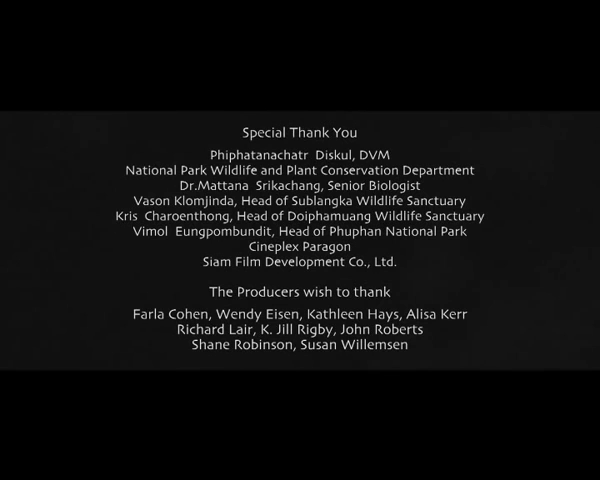 Special Thank You
Phiphatanachatr Diskul, DVM
National Park Wildlife and Plant Conservation Department
Dr.Mattana Srikachang, Senior Biologist
Vason Klomjinda, Head of Sublangka Wildlife Sanctuary
Kris Charoenthong, Head of Doiphamuang Wildlife Sanctuary
Vimol Eungpombundit, Head of Phuphan National Park
Cineplex Paragon
Siam Film Development Co., Ltd.
The Producers wish to thank
Farla Cohen, Wendy Eisen, Kathleen Hays, Alisa Kerr
Richard Lair, K. Jill Rigby, John Roberts
Shane Robinson, Susan Willemsen